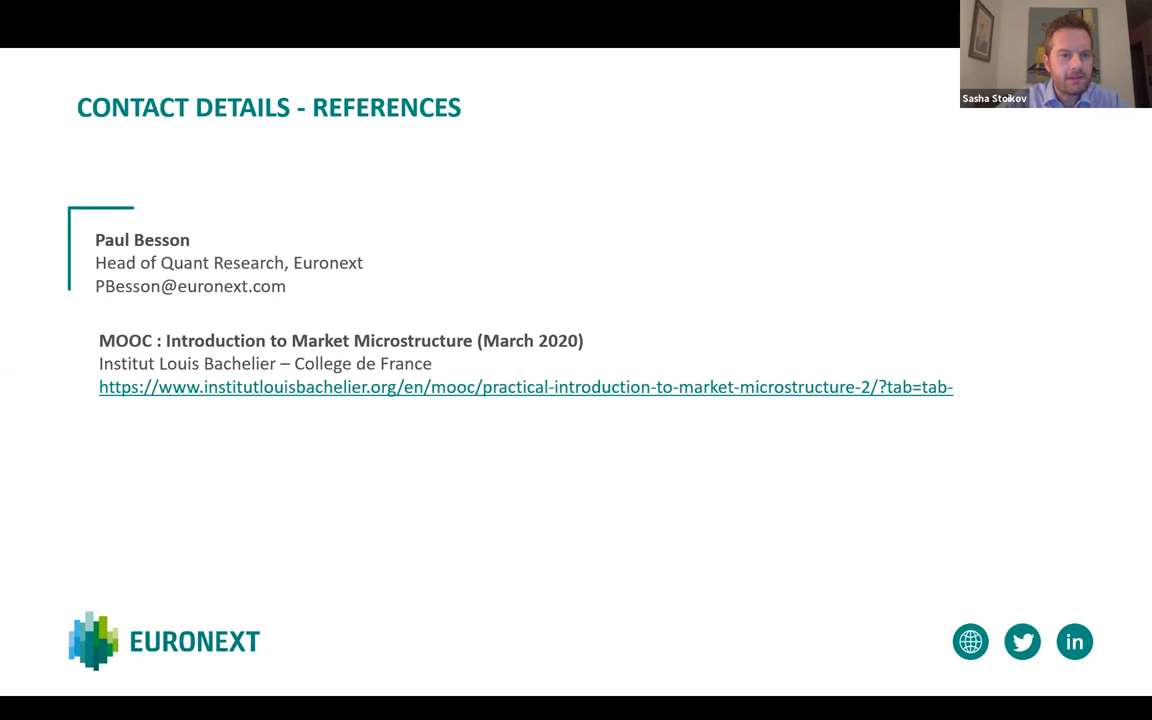 Sasha Stoikov
CONTACT DETAILS - REFERENCES
Paul Besson
Head of Quant Research, Euronext
PBesson@euronext.com
MOOC : Introduction to Market Microstructure (March 2020)
Institut Louis Bachelier – College de France
https://www.institutlouisbachelier.org/en/mooc/practical-introduction-to-market-microstructure-2/?tab=tab-
EURONEXT
in